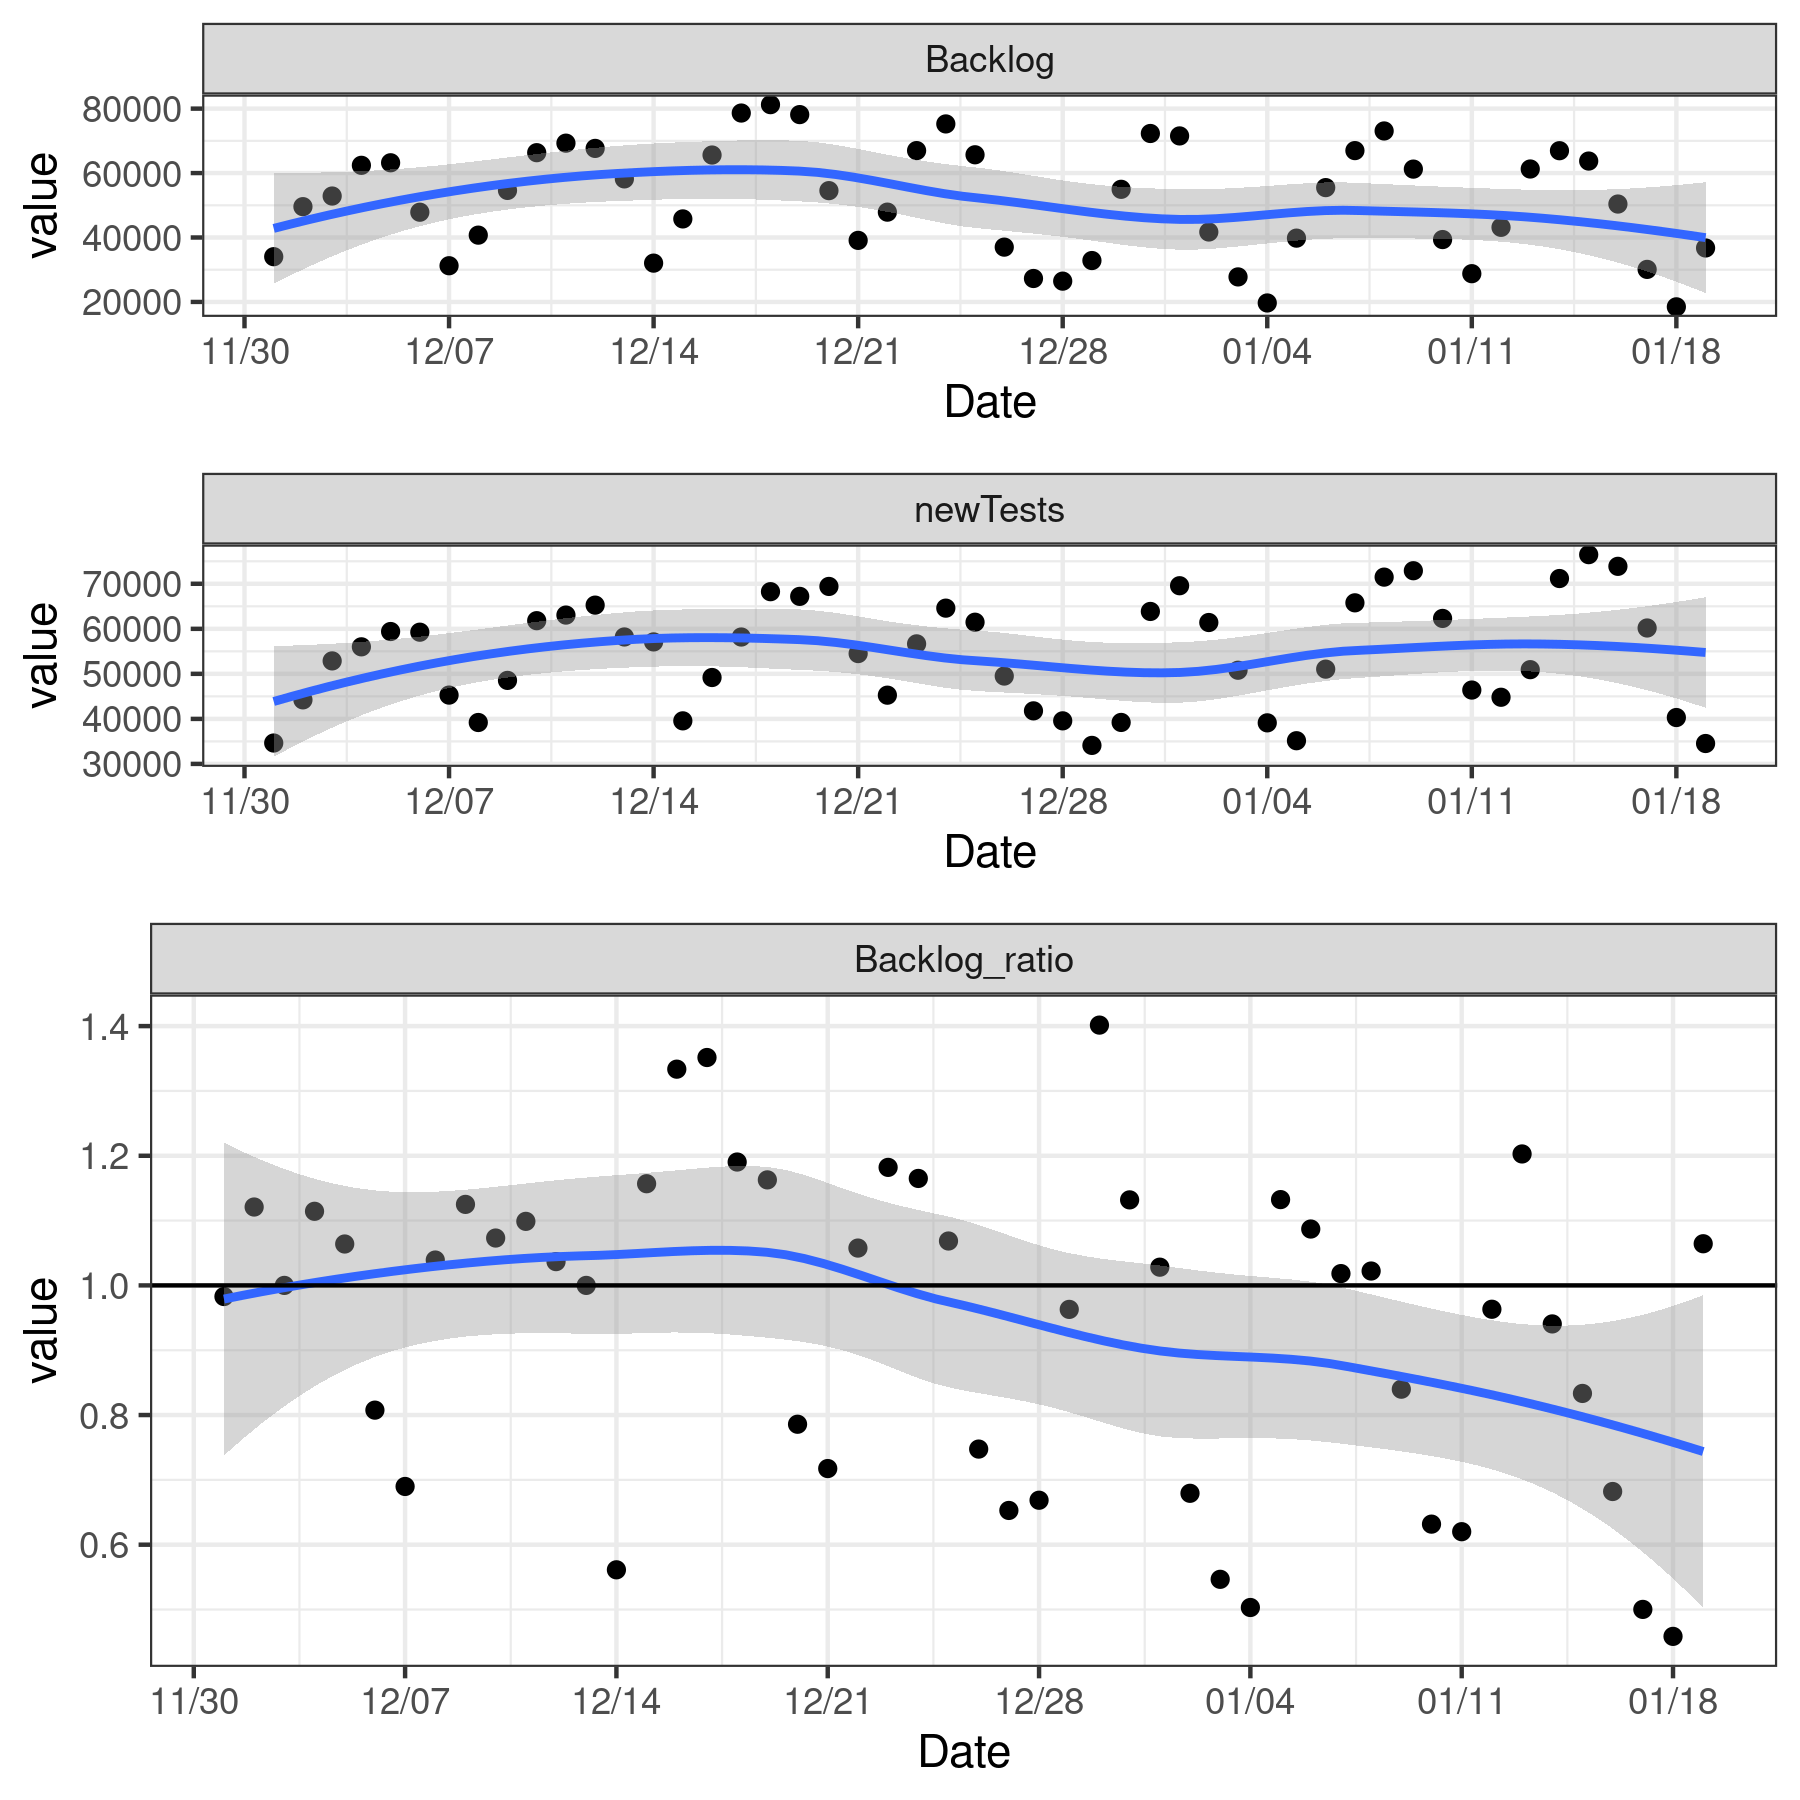 Backlog
80000
60000
40000
20000
value
11/30 12/07 12/14 12/21 12/28 01/04 01/11 01/18
Date
newTests
70000
60000
50000
40000
30000
value
11/30 12/07 12/14 12/21 12/28 01/04 01/11 01/18
Date
Backlog_ratio
1.4
1.2
1.0
0.8
0.6
value
11/30 12/07 12/14 12/21 12/28 01/04 01/11 01/18
Date